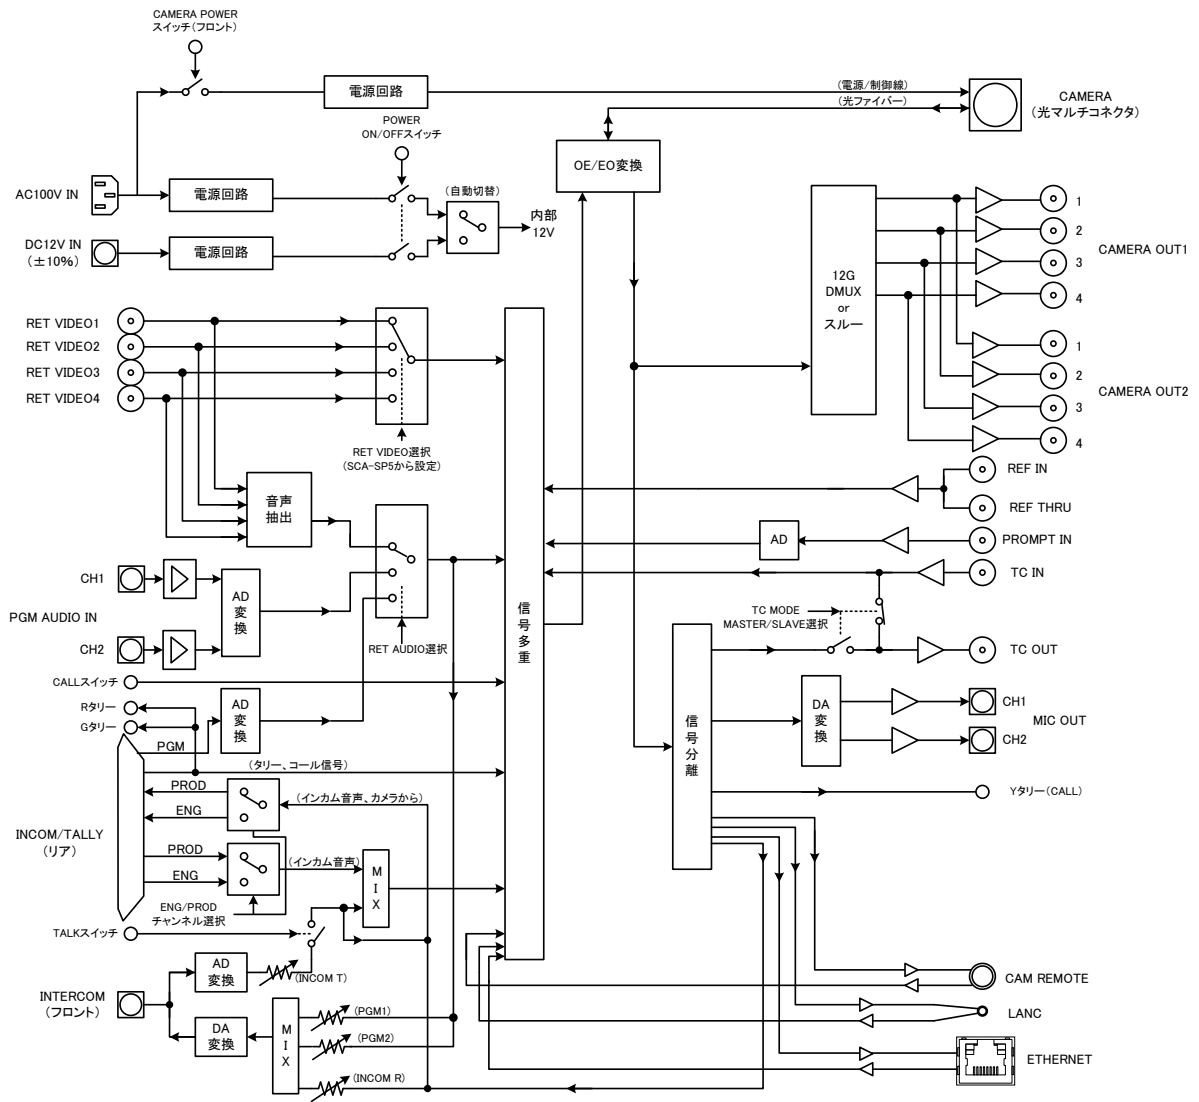 CAMERA POWER
スイッチ(フロント)
電源回路
(電源/制御線)
(光ファイバー)
CAMERA
(光マルチコネクタ)
POWER
ON/OFFスイッチ
OE/EO変換
AC100V IN
電源回路
(自動切替)
内部
12V
DC12V IN
(±10%)
電源回路
12G
DMUX
or
スルー
1
2
3
4
CAMERA OUT1
1
2
3
4
CAMERA OUT2
RET VIDEO1
RET VIDEO2
RET VIDEO3
RET VIDEO4
RET VIDEO選択
(SCA-SP5から設定)
音声
抽出
REF IN
REF THRU
AD
PROMPT IN
TC IN
CH1
PGM AUDIO IN
CH2
AD
変
換
RET AUDIO選択
信
号
多
重
TC MODE
MASTER/SLAVE選択
TC OUT
CALLスイッチ
Rタリー
Gタリー
AD
変
換
PGM
(タリー、コール信号)
信
号
分
離
DA
変
換
CH1
MIC OUT
CH2
Yタリー(CALL)
INCOM/TALLY
(リア)
PROD
ENG
(インカム音声、カメラから)
PROD
ENG
(インカム音声)
M
I
X
ENG/PROD
チャンネル選択
TALKスイッチ
AD
変換
(INCOM T)
INTERCOM
(フロント)
DA
変換
M
I
X
(PGM1)
(PGM2)
(INCOM R)
CAM REMOTE
LANC
ETHERNET